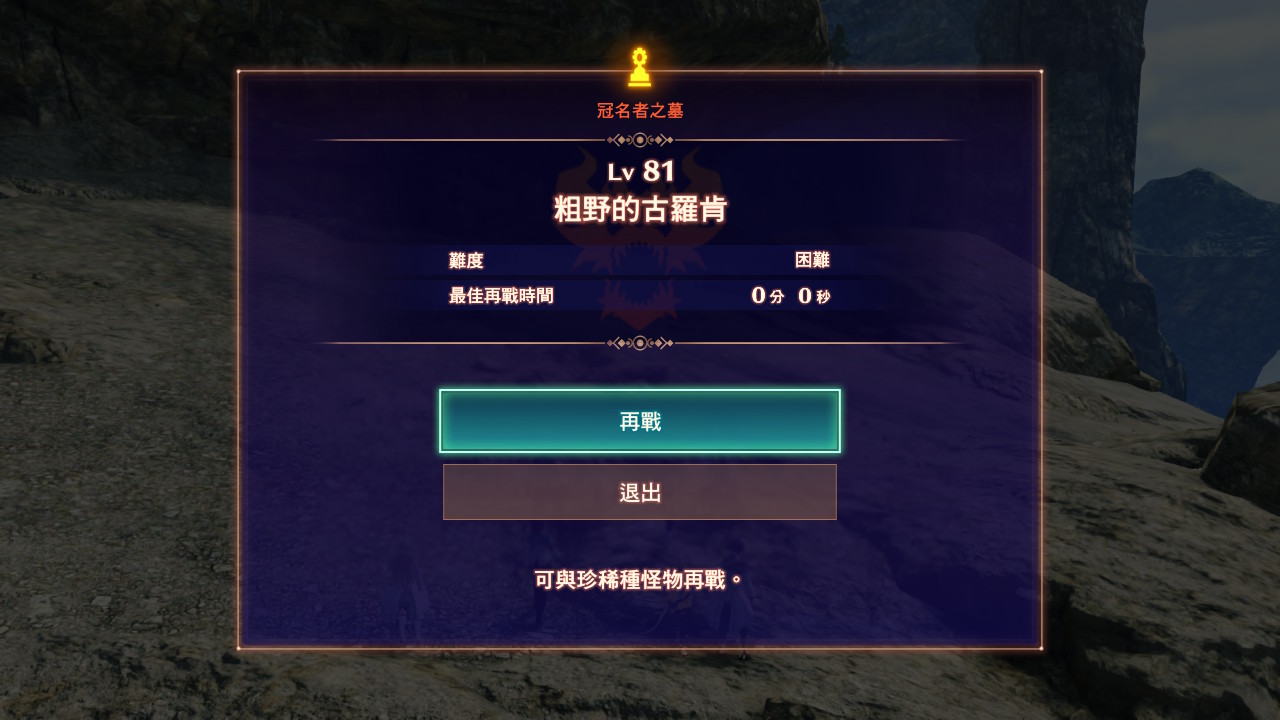 冠名者之墓
Lv 81
粗野的古羅肯
難度 困難
最佳再戰時間 0分 0秒
再戰
退出
可與珍稀種怪物再戰。